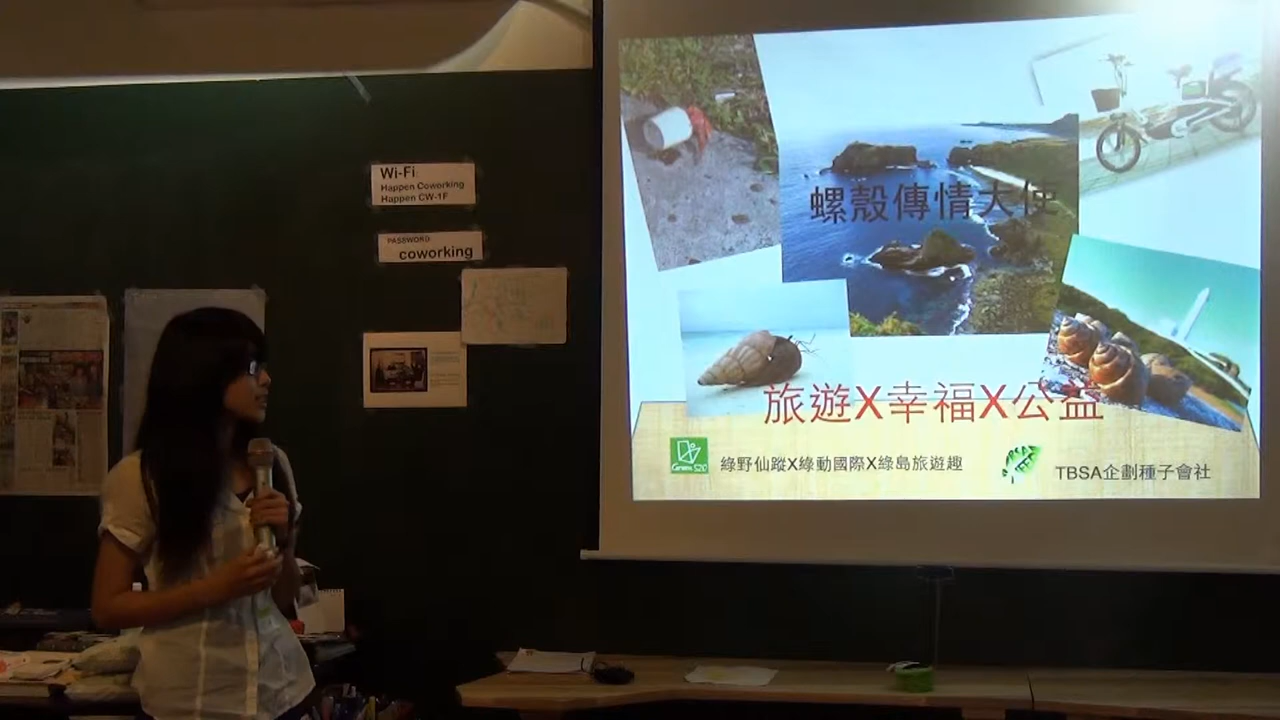 Wi-Fi
Happen Coworking
Happen CW-1F
PASSWORD:
coworking
螺殼傳情大使
旅遊X幸福X公益
Green520
綠野仙蹤X綠動國際X綠島旅遊趣
TBSA企劃種子會社